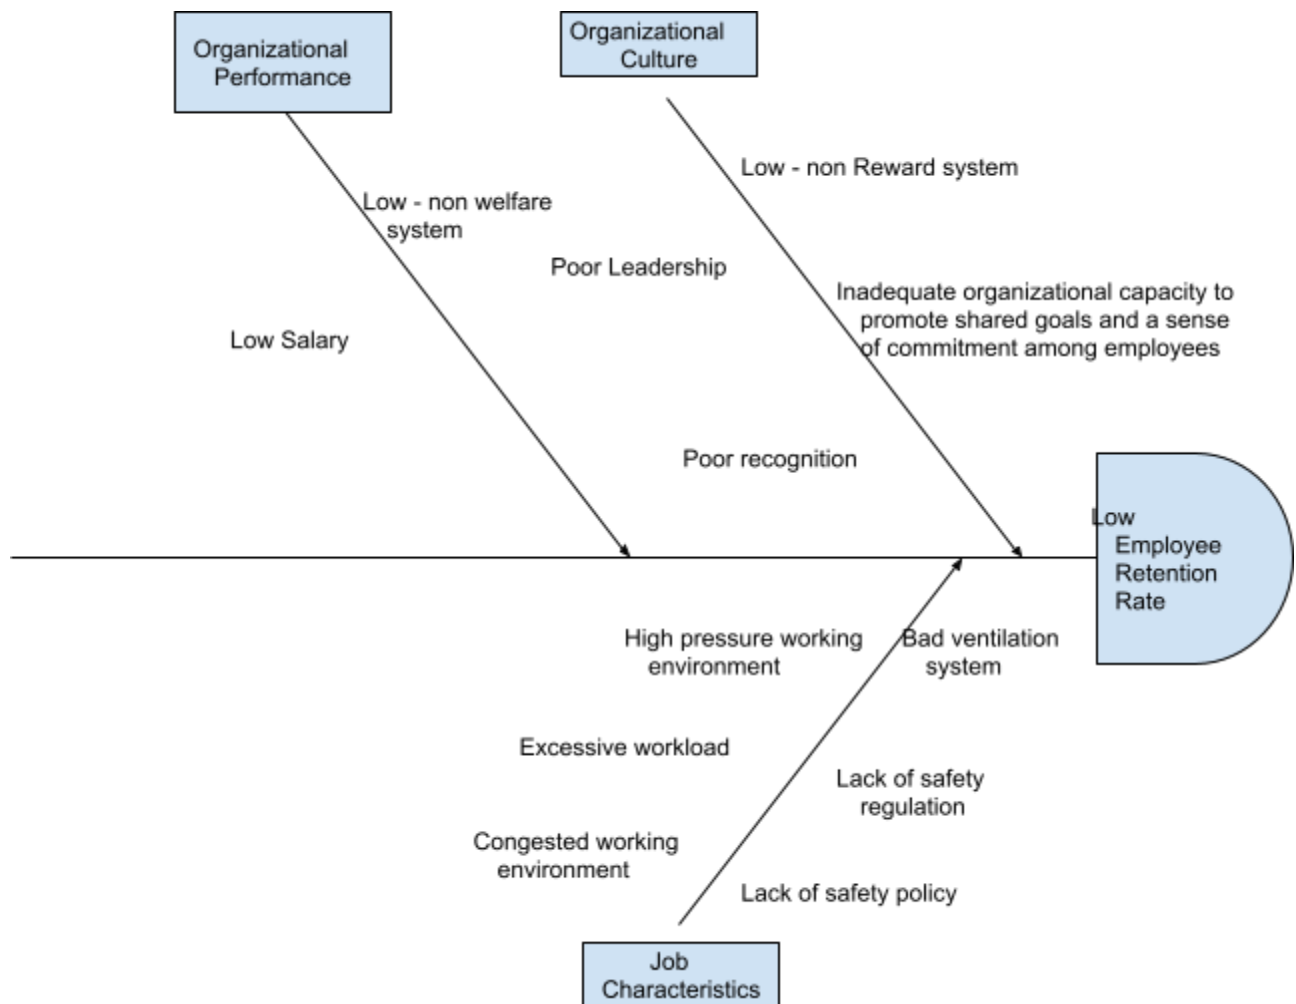 Organizational
Performance
Organizational
Culture
Low - non Reward system
Low - non welfare
system
Poor Leadership
Inadequate organizational capacity to
promote shared goals and a sense
of commitment among employees
Low Salary
Poor recognition
Low
Employee
Retention
Rate
High pressure working
environment
Bad ventilation
system
Excessive workload
Lack of safety
regulation
Congested working
environment
Lack of safety policy
Job
Characteristics